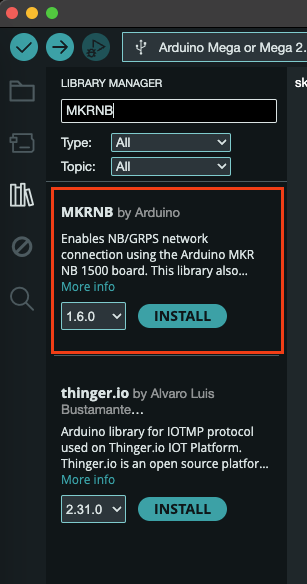 Arduino Mega or Mega 2...
sk
LIBRARY MANAGER
MKRNB
Type: All
Topic: All
MKRNB by Arduino
Enables NB/GRPS network
connection using the Arduino MKR
NB 1500 board. This library also...
More info
1.6.0 INSTALL
thinger.io by Alvaro Luis
Bustamante...
Arduino library for IOTMP protocol
used on Thinger.io IOT Platform.
Thinger.io is an open source platfor...
More info
2.31.0 INSTALL